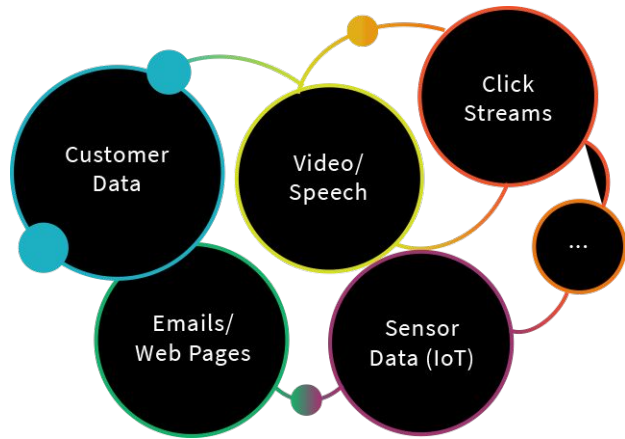 Customer
Data
Video/
Speech
Click
Streams
...
Emails/
Web Pages
Sensor
Data (IoT)